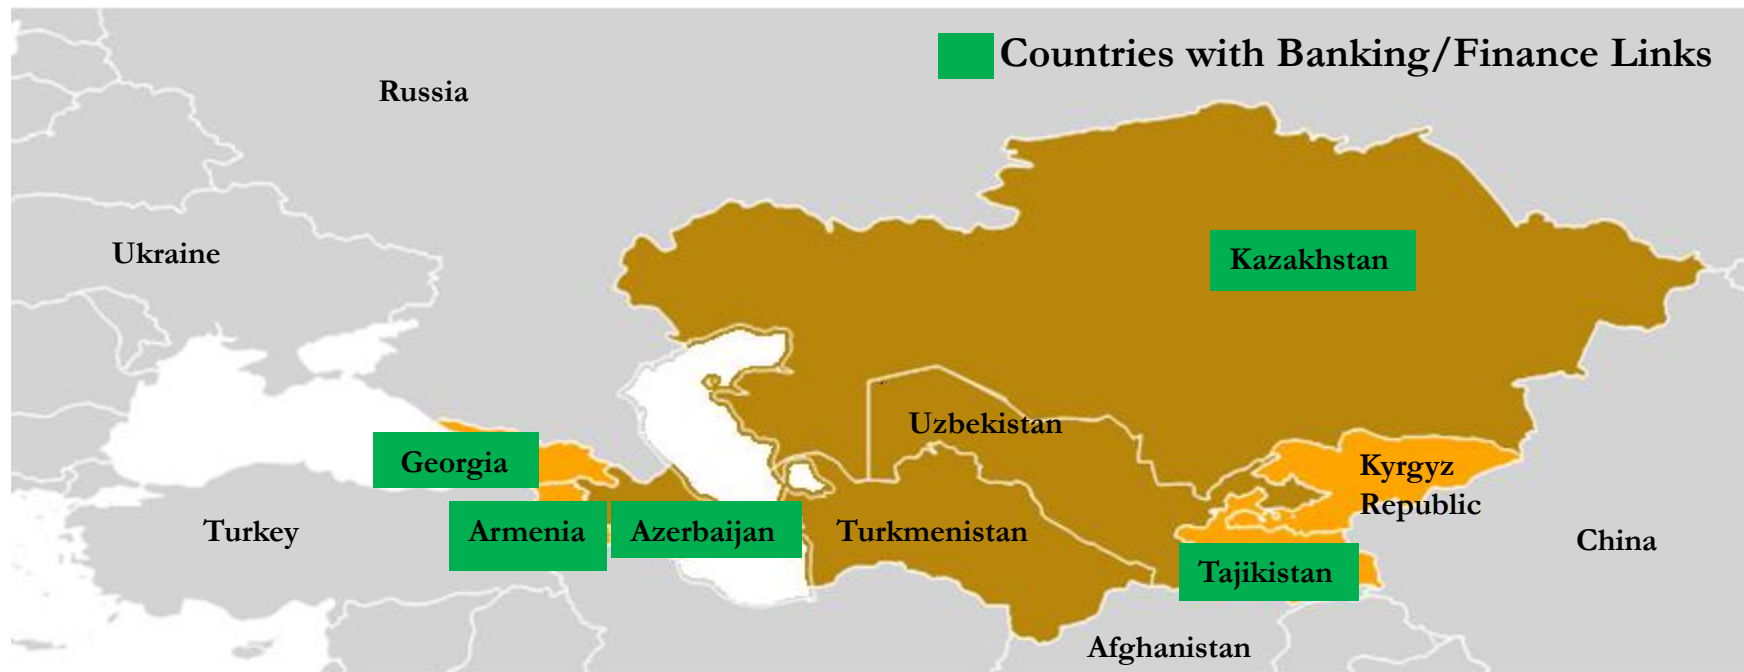 Countries with Banking/Finance Links
Russia
Ukraine
Kazakhstan
Uzbekistan
Georgia
Kyrgyz
Republic
Turkey
Armenia
Azerbaijan
Turkmenistan
China
Tajikistan
Afghanistan